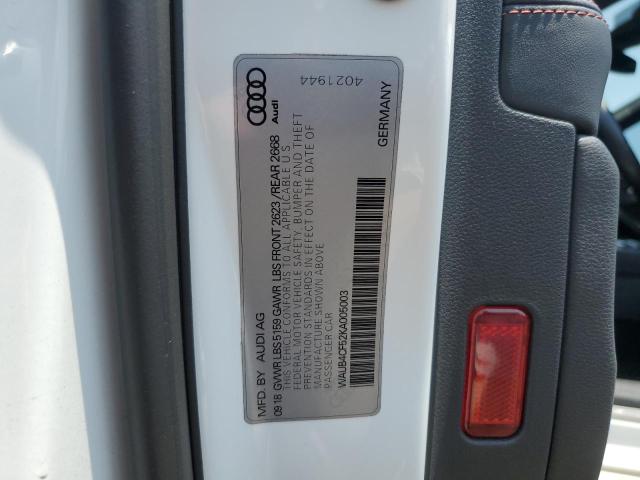 MFD. BY AUDI AG
09.18 GVWR LBS 5159 GAWR LBS FRONT 2623 / REAR 2668
THIS VEHICLE CONFORMS TO ALL APPLICABLE U.S.
FEDERAL MOTOR VEHICLE SAFETY, BUMPER AND THEFT
PREVENTION STANDARDS IN EFFECT ON THE DATE OF
MANUFACTURE SHOWN ABOVE
PASSENGER CAR
WAUB4CF52KA005003
GERMANY
Audi
4021944